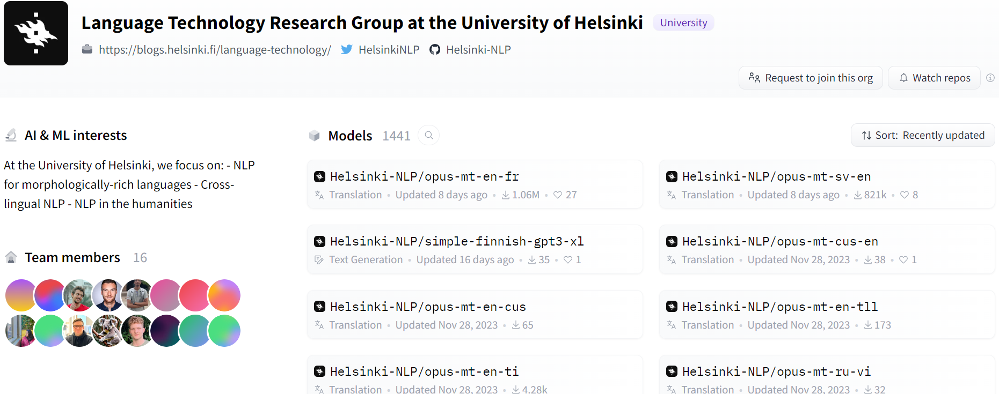 Language Technology Research Group at the University of Helsinki University
https://blogs.helsinki.fi/language-technology/ HelsinkiNLP Helsinki-NLP
Request to join this org Watch repos
AI & ML interests
At the University of Helsinki, we focus on: - NLP
for morphologically-rich languages - Cross-
lingual NLP - NLP in the humanities
Team members 16
Models 1441 Sort: Recently updated
Helsinki-NLP/opus-mt-en-fr
Translation • Updated 8 days ago • 1.06M • 27
Helsinki-NLP/opus-mt-sv-en
Translation • Updated 8 days ago • 821k • 8
Helsinki-NLP/simple-finnish-gpt3-xl
Text Generation • Updated 16 days ago • 35 • 1
Helsinki-NLP/opus-mt-cus-en
Translation • Updated Nov 28, 2023 • 38 • 1
Helsinki-NLP/opus-mt-en-cus
Translation • Updated Nov 28, 2023 • 65
Helsinki-NLP/opus-mt-en-tll
Translation • Updated Nov 28, 2023 • 173
Helsinki-NLP/opus-mt-en-ti
Translation • Updated Nov 28, 2023 • 4.28k
Helsinki-NLP/opus-mt-ru-vi
Translation • Updated Nov 28, 2023 • 32